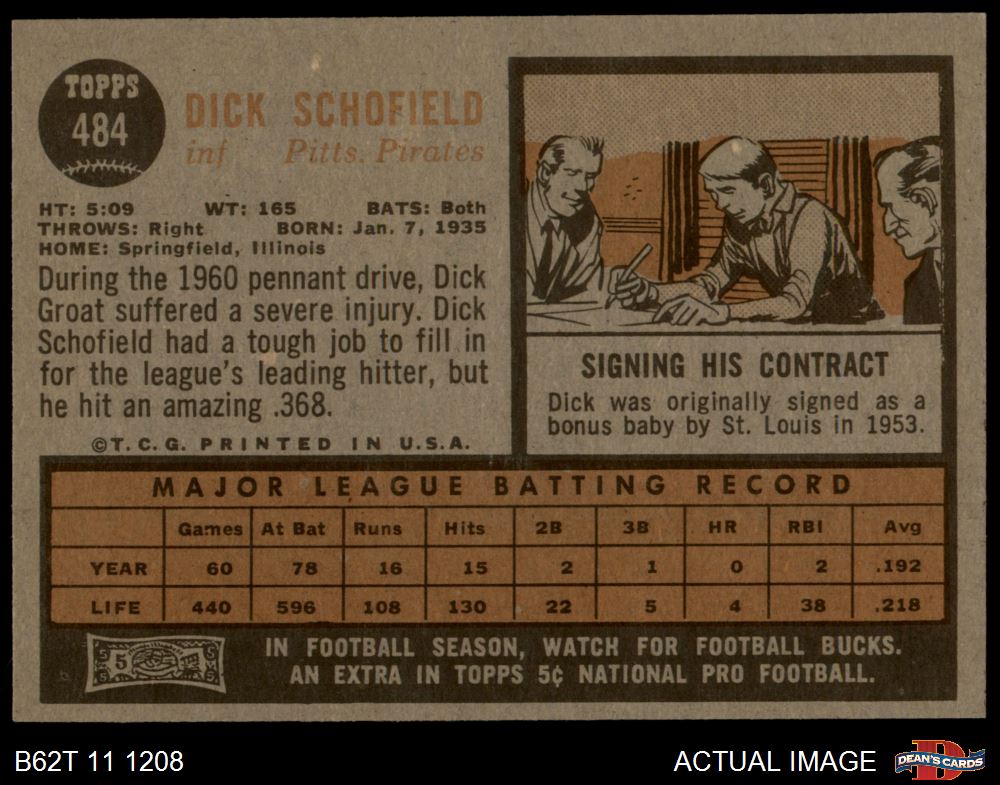 TOPPS
484
DICK SCHOFIELD
inf Pitts. Pirates
HT: 5:09 WT: 165 BATS: Both
THROWS: Right BORN: Jan. 7, 1935
HOME: Springfield, Illinois
During the 1960 pennant drive, Dick
Groat suffered a severe injury. Dick
Schofield had a tough job to fill in
for the league's leading hitter, but
he hit an amazing .368.
©T.C.G. PRINTED IN U.S.A.
SIGNING HIS CONTRACT
Dick was originally signed as a
bonus baby by St. Louis in 1953.
MAJOR LEAGUE BATTING RECORD
Games At Bat Runs Hits 2B 3B HR RBI Avg
YEAR 60 78 16 15 2 1 0 2 .192
LIFE 440 596 108 130 22 5 4 38 .218
5
IN FOOTBALL SEASON, WATCH FOR FOOTBALL BUCKS.
AN EXTRA IN TOPPS 5¢ NATIONAL PRO FOOTBALL.
B62T 11 1208
ACTUAL IMAGE
DEAN'S CARDS